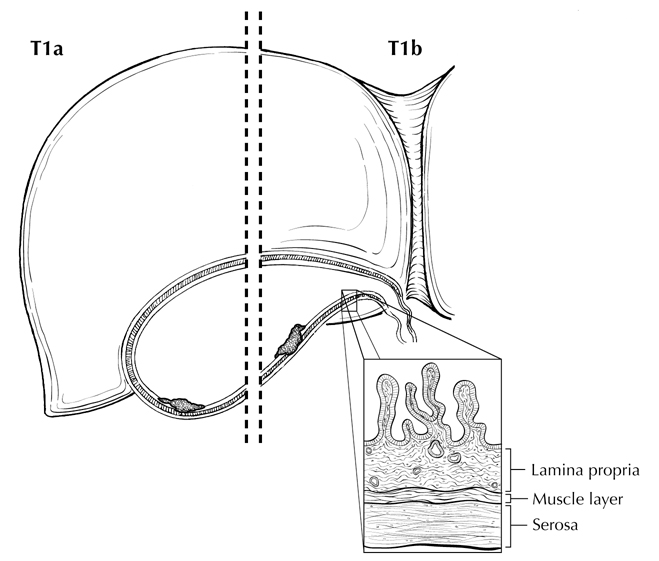 T1a
T1b
Lamina propria
Muscle layer
Serosa